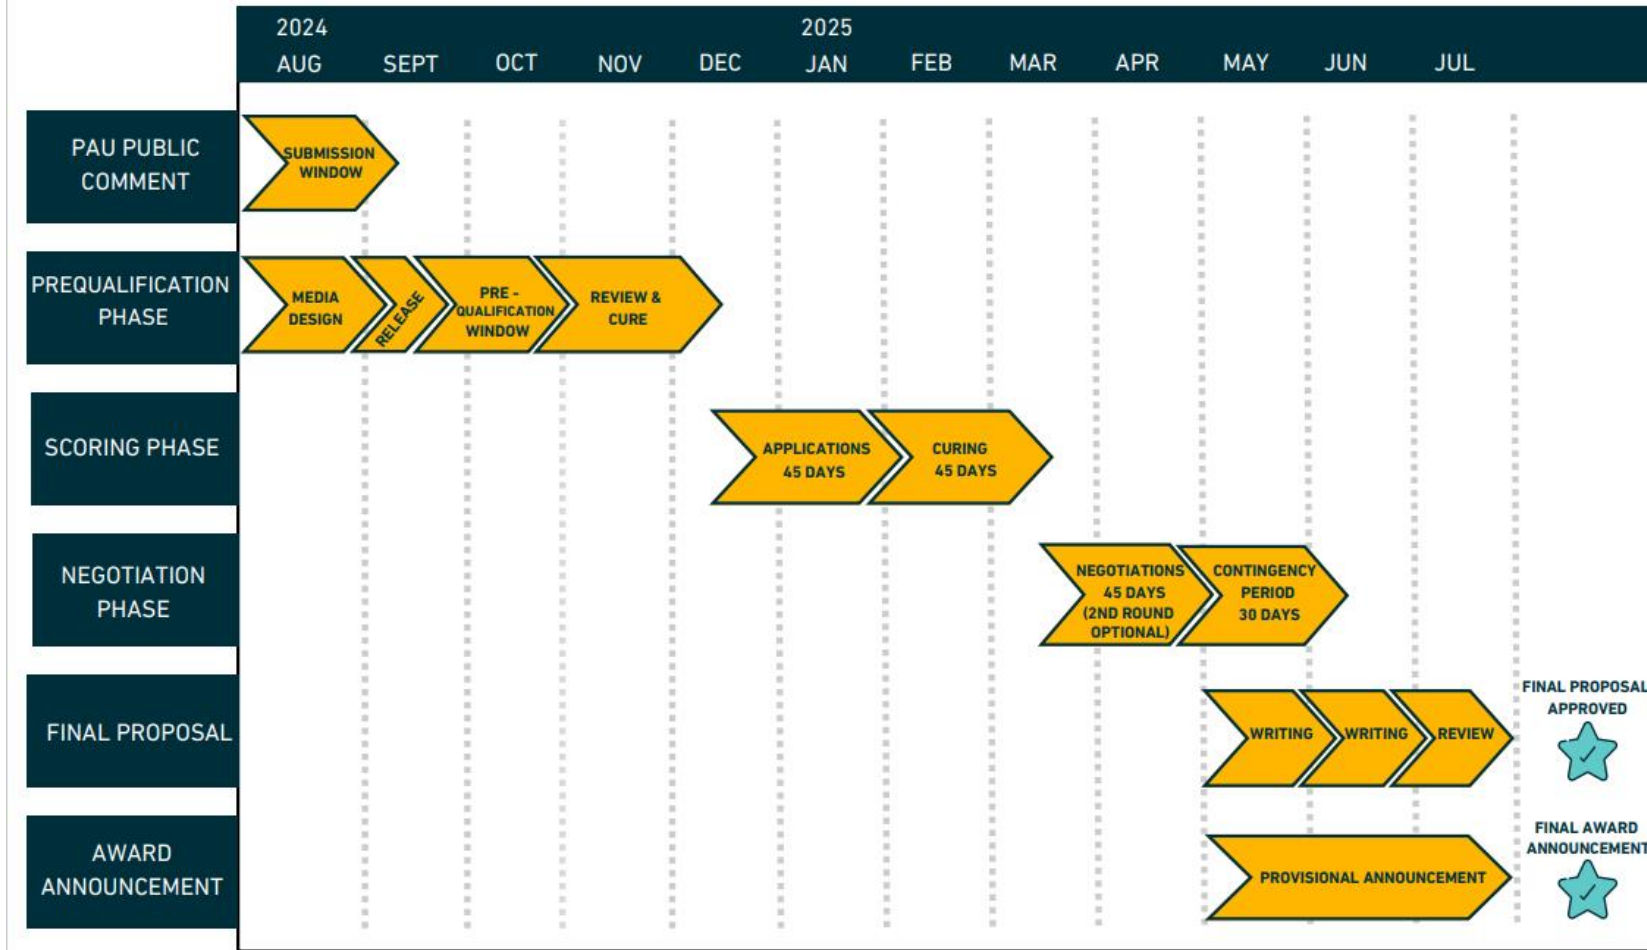 2024
2025
AUG SEPT OCT NOV DEC JAN FEB MAR APR MAY JUN JUL
PAU PUBLIC
COMMENT
SUBMISSION
WINDOW
PREQUALIFICATION
PHASE
MEDIA
DESIGN
RELEASE
PRE -
QUALIFICATION
WINDOW
REVIEW &
CURE
SCORING PHASE
APPLICATIONS
45 DAYS
CURING
45 DAYS
NEGOTIATION
PHASE
NEGOTIATIONS
45 DAYS
(2ND ROUND
OPTIONAL)
CONTINGENCY
PERIOD
30 DAYS
FINAL PROPOSAL
WRITING
WRITING
REVIEW
FINAL PROPOSAL
APPROVED
AWARD
ANNOUNCEMENT
PROVISIONAL ANNOUNCEMENT
FINAL AWARD
ANNOUNCEMENT